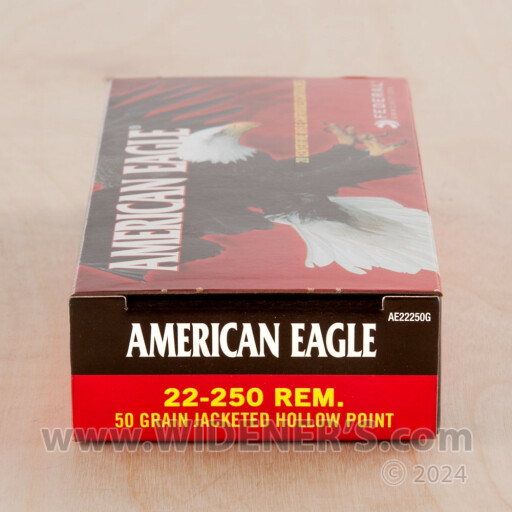 FEDERAL
AMERICAN EAGLE®
AE22250G
AMERICAN EAGLE
22-250 REM.
50 GRAIN JACKETED HOLLOW POINT
www.WIDENER'S.com
© 2024